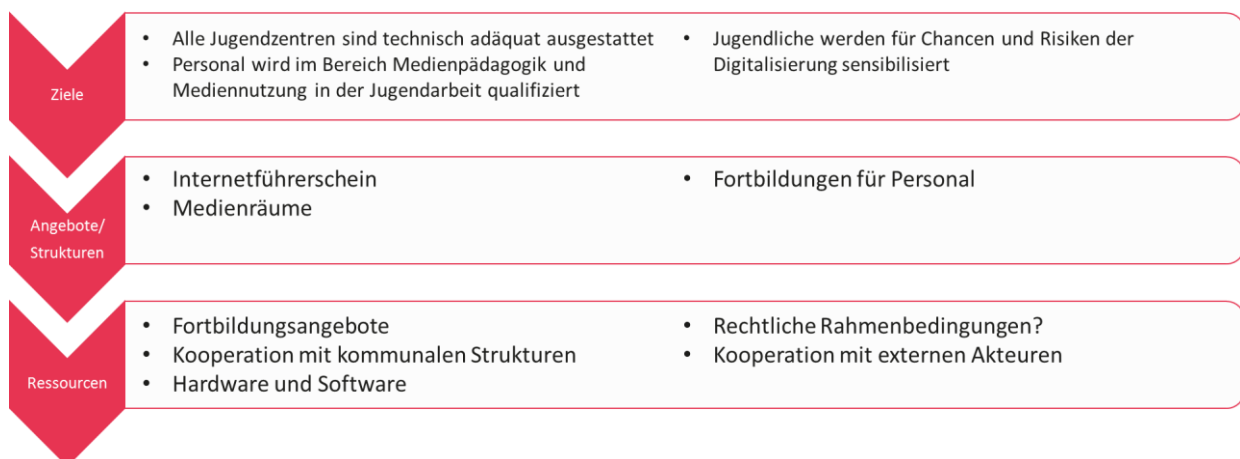 Ziele
• Alle Jugendzentren sind technisch adäquat ausgestattet
• Personal wird im Bereich Medienpädagogik und
Mediennutzung in der Jugendarbeit qualifiziert
• Jugendliche werden für Chancen und Risiken der
Digitalisierung sensibilisiert
Angebote/
Strukturen
• Internetführerschein
• Medienräume
• Fortbildungen für Personal
Ressourcen
• Fortbildungsangebote
• Kooperation mit kommunalen Strukturen
• Hardware und Software
• Rechtliche Rahmenbedingungen?
• Kooperation mit externen Akteuren